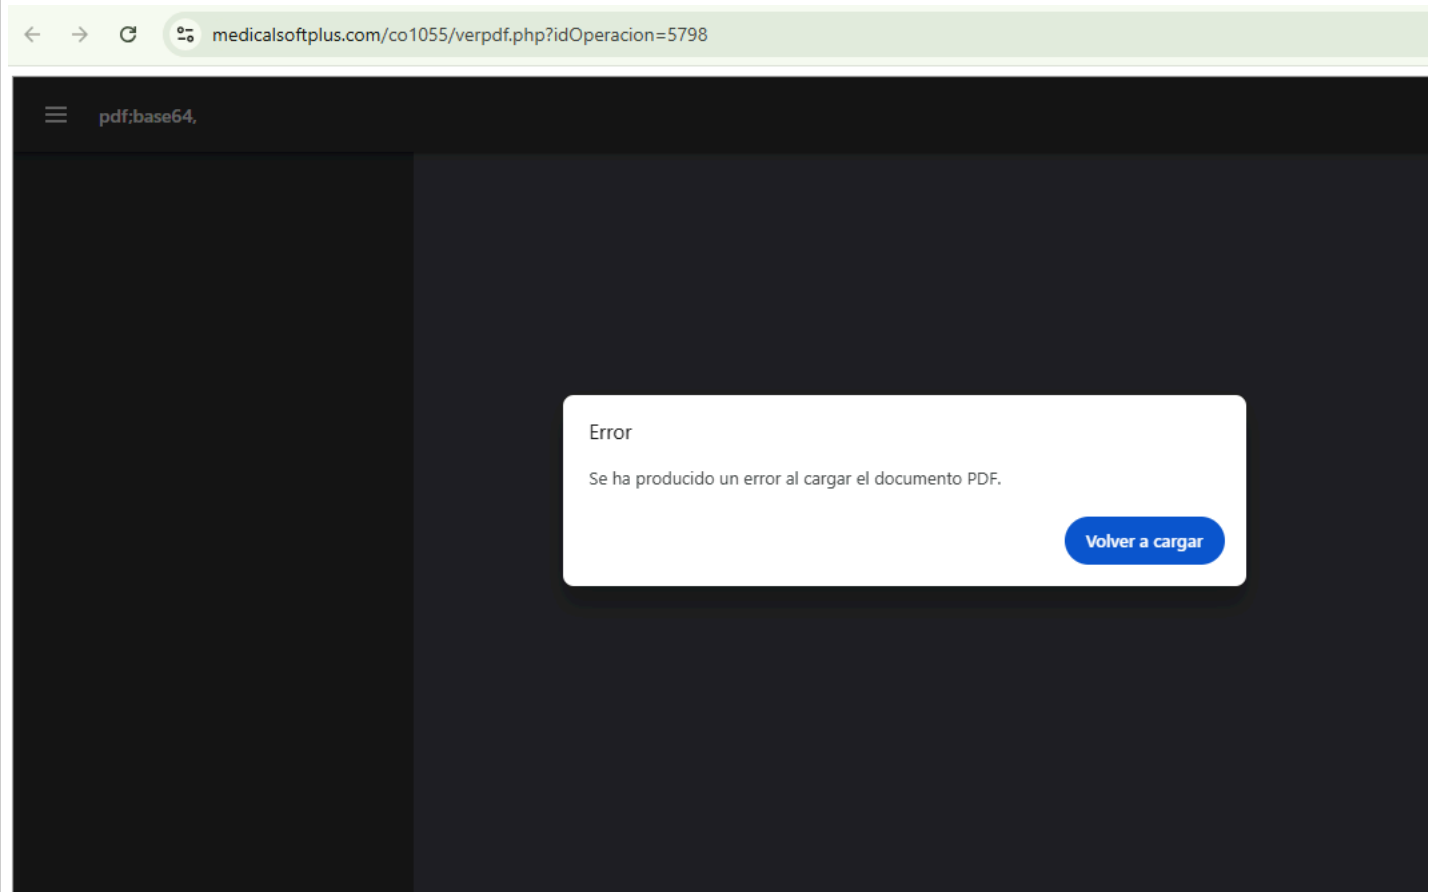 medicalsoftplus.com/co1055/verpdf.php?idOperacion=5798
pdf;base64,
Error
Se ha producido un error al cargar el documento PDF.
Volver a cargar